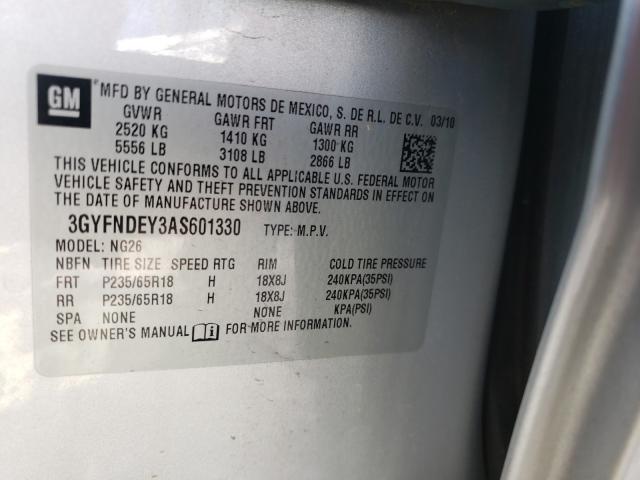 GM
MFD BY GENERAL MOTORS DE MEXICO, S. DE R.L. DE C.V. 03/10
GVWR GAWR FRT GAWR RR
2520 KG 1410 KG 1300 KG
5556 LB 3108 LB 2866 LB
THIS VEHICLE CONFORMS TO ALL APPLICABLE U.S. FEDERAL MOTOR
VEHICLE SAFETY AND THEFT PREVENTION STANDARDS IN EFFECT ON
THE DATE OF MANUFACTURE SHOWN ABOVE.
3GYFNDEY3AS601330 TYPE: M.P.V.
MODEL: NG26
NBFN TIRE SIZE SPEED RTG RIM COLD TIRE PRESSURE
FRT P235/65R18 H 18X8J 240KPA(35PSI)
RR P235/65R18 H 18X8J 240KPA(35PSI)
SPA NONE NONE KPA(PSI)
SEE OWNER'S MANUAL FOR MORE INFORMATION.